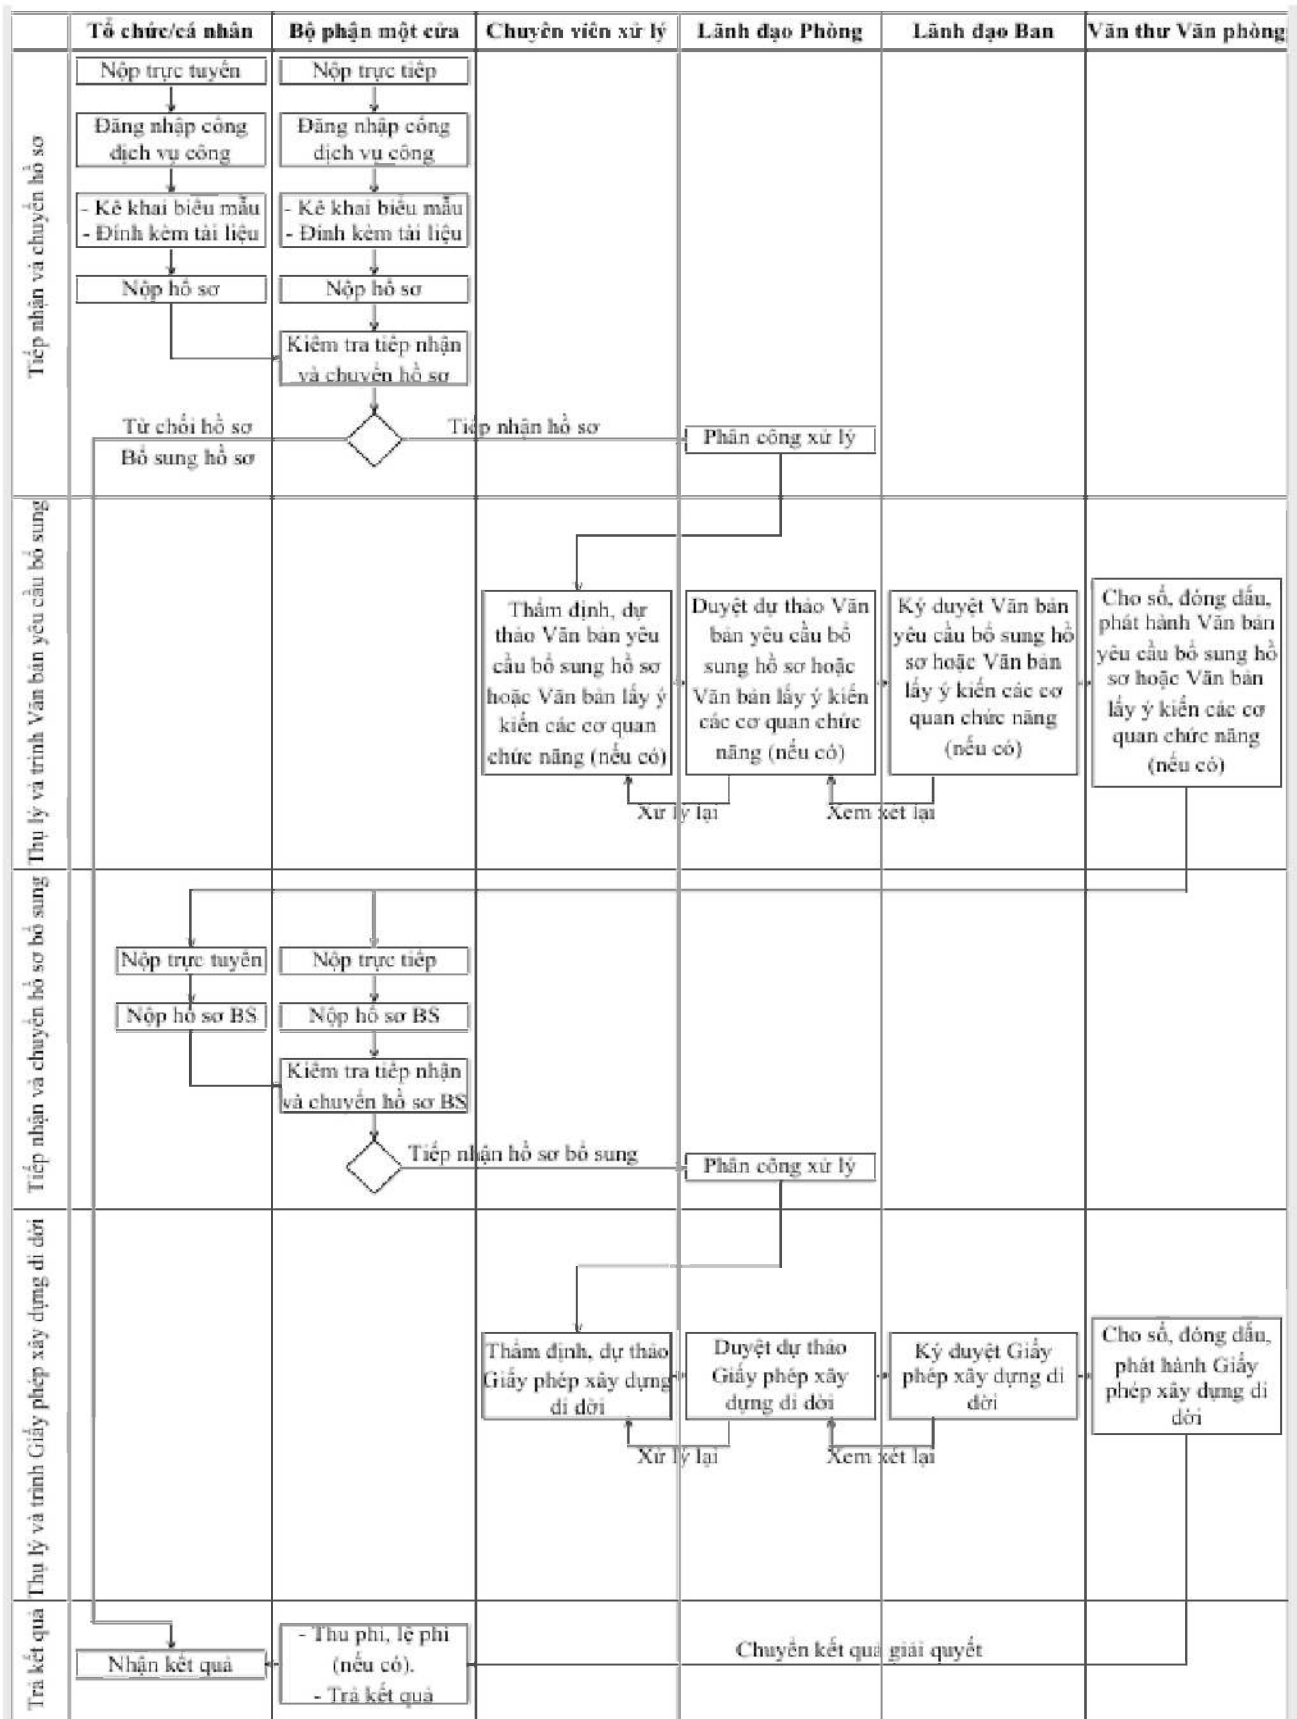 Tổ chức/cá nhân
Bộ phận một cửa
Chuyên viên xử lý
Lãnh đạo Phòng
Lãnh đạo Ban
Văn thư Văn phòng
Tiếp nhận và chuyển hồ sơ
Nộp trực tuyến
Nộp trực tiếp
Đăng nhập cổng
dịch vụ công
Đăng nhập cổng
dịch vụ công
- Kê khai biểu mẫu
- Đính kèm tài liệu
- Kê khai biểu mẫu
- Đính kèm tài liệu
Nộp hồ sơ
Nộp hồ sơ
Kiểm tra tiếp nhận
và chuyển hồ sơ
Từ chối hồ sơ
Bổ sung hồ sơ
Tiếp nhận hồ sơ
Phân công xử lý
Thụ lý và trình Văn bản yêu cầu bổ sung
Thẩm định, dự
thảo Văn bản yêu
cầu bổ sung hồ sơ
hoặc Văn bản lấy ý
kiến các cơ quan
chức năng (nếu có)
Duyệt dự thảo Văn
bản yêu cầu bổ
sung hồ sơ hoặc
Văn bản lấy ý kiến
các cơ quan chức
năng (nếu có)
Ký duyệt Văn bản
yêu cầu bổ sung hồ
sơ hoặc Văn bản
lấy ý kiến các cơ
quan chức năng
(nếu có)
Cho số, đóng dấu,
phát hành Văn bản
yêu cầu bổ sung hồ
sơ hoặc Văn bản
lấy ý kiến các cơ
quan chức năng
(nếu có)
Xử lý lại
Xem xét lại
Tiếp nhận và chuyển hồ sơ bổ sung
Nộp trực tuyến
Nộp trực tiếp
Nộp hồ sơ BS
Nộp hồ sơ BS
Kiểm tra tiếp nhận
và chuyển hồ sơ BS
Tiếp nhận hồ sơ bổ sung
Phân công xử lý
Thụ lý và trình Giấy phép xây dựng di dời
Thẩm định, dự thảo
Giấy phép xây dựng
di dời
Duyệt dự thảo
Giấy phép xây
dựng di dời
Ký duyệt Giấy
phép xây dựng di
dời
Cho số, đóng dấu,
phát hành Giấy
phép xây dựng di
dời
Xử lý lại
Xem xét lại
Trả kết quả
Nhận kết quả
- Thu phí, lệ phí
(nếu có).
- Trả kết quả
Chuyển kết quả giải quyết